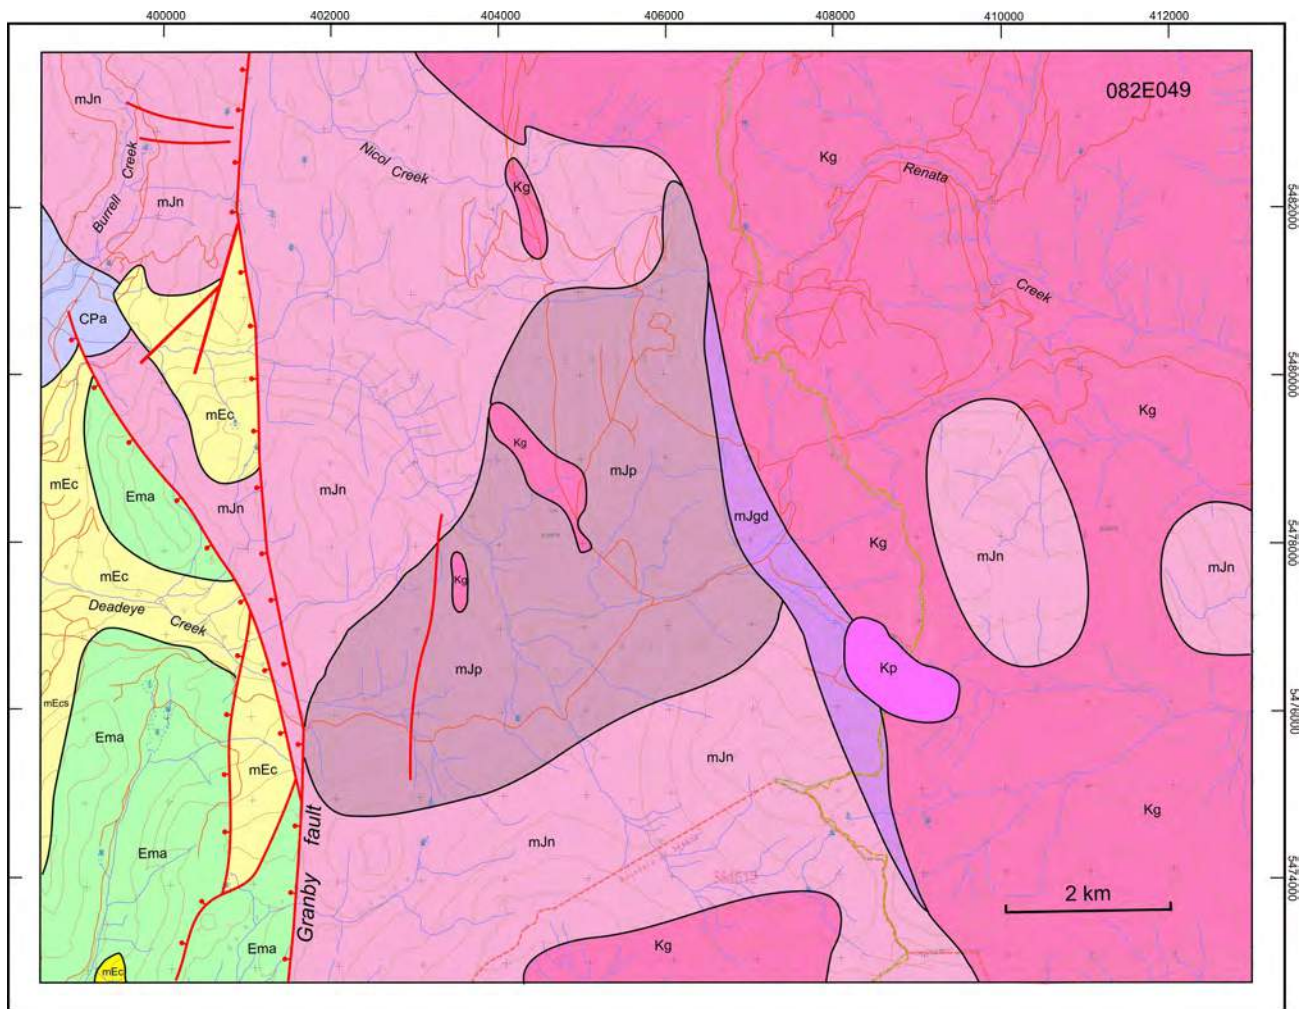 400000 402000 404000 406000 408000 410000 412000
082E049
mJn
Nicol Creek
Kg
Renata
Creek
Burrell Creek
mJn
Kg
5482000
CPa
mEc
5480000
Kg
Kg
mEc
Ema
mJn
mJn
mJp
mJgd
Kg
mJn
mJn
5478000
mEc
Deadeye Creek
Kg
mJp
Kp
mEcs
5476000
Ema
mEc
mJn
Kg
Ema
mJn
Granby fault
5474000
2 km
Ema
Kg
mEc